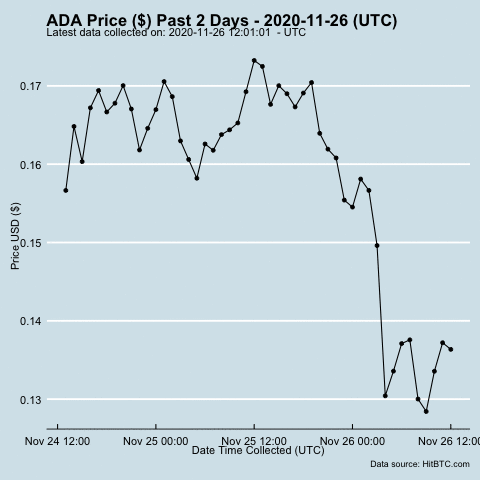 ADA Price ($) Past 2 Days - 2020-11-26 (UTC)
Latest data collected on: 2020-11-26 12:01:01 - UTC
0.17
0.16
0.15
0.14
0.13
Price USD ($)
Nov 24 12:00 Nov 25 00:00 Nov 25 12:00 Nov 26 00:00 Nov 26 12:00
Date Time Collected (UTC)
Data source: HitBTC.com